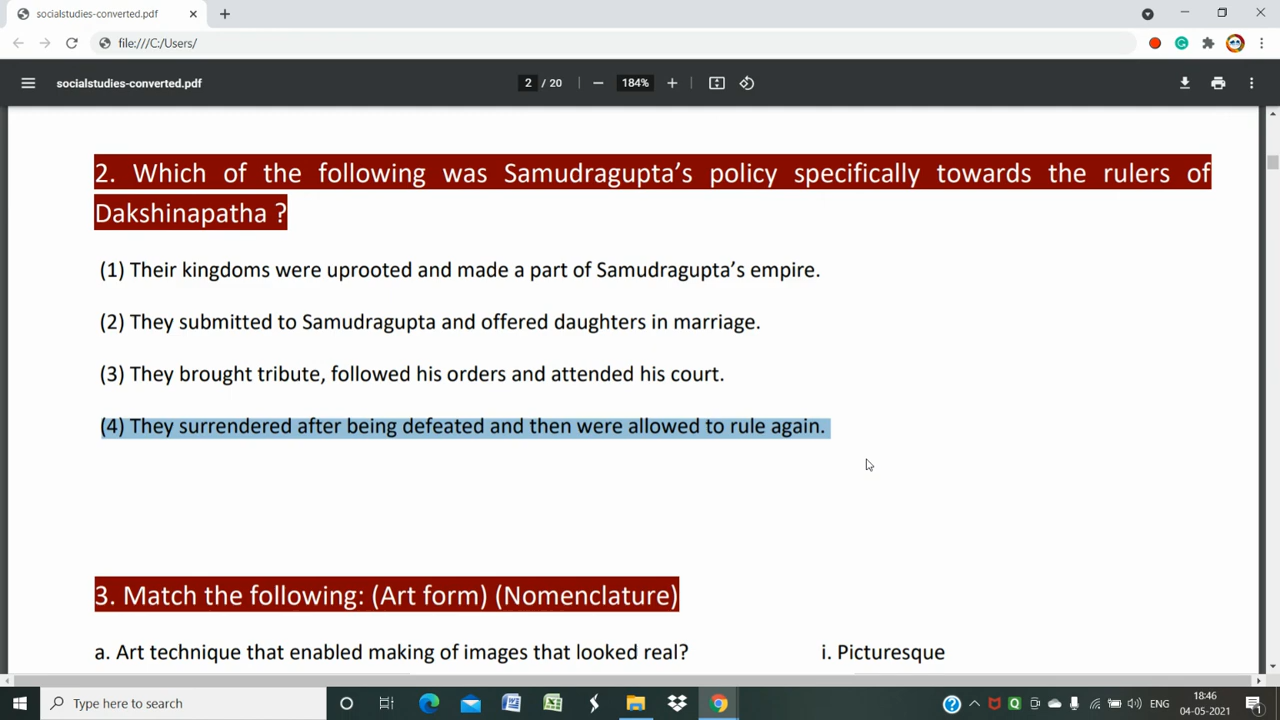 socialstudies-converted.pdf
file:///C:/Users/
socialstudies-converted.pdf
2 / 20
184%
2. Which of the following was Samudragupta’s policy specifically towards the rulers of
Dakshinapatha ?
(1) Their kingdoms were uprooted and made a part of Samudragupta’s empire.
(2) They submitted to Samudragupta and offered daughters in marriage.
(3) They brought tribute, followed his orders and attended his court.
(4) They surrendered after being defeated and then were allowed to rule again.
3. Match the following: (Art form) (Nomenclature)
a. Art technique that enabled making of images that looked real? i. Picturesque
Type here to search
ENG
18:46
04-05-2021
1